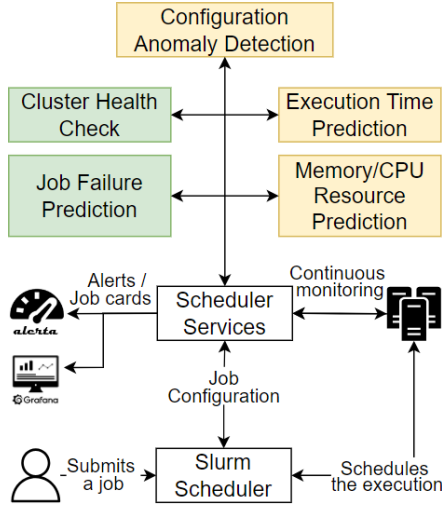 Configuration
Anomaly Detection
Cluster Health
Check
Execution Time
Prediction
Job Failure
Prediction
Memory/CPU
Resource
Prediction
Alerts /
Job cards
Scheduler
Services
Continuous
monitoring
alerta
Grafana
Job
Configuration
Submits
a job
Slurm
Scheduler
Schedules
the execution